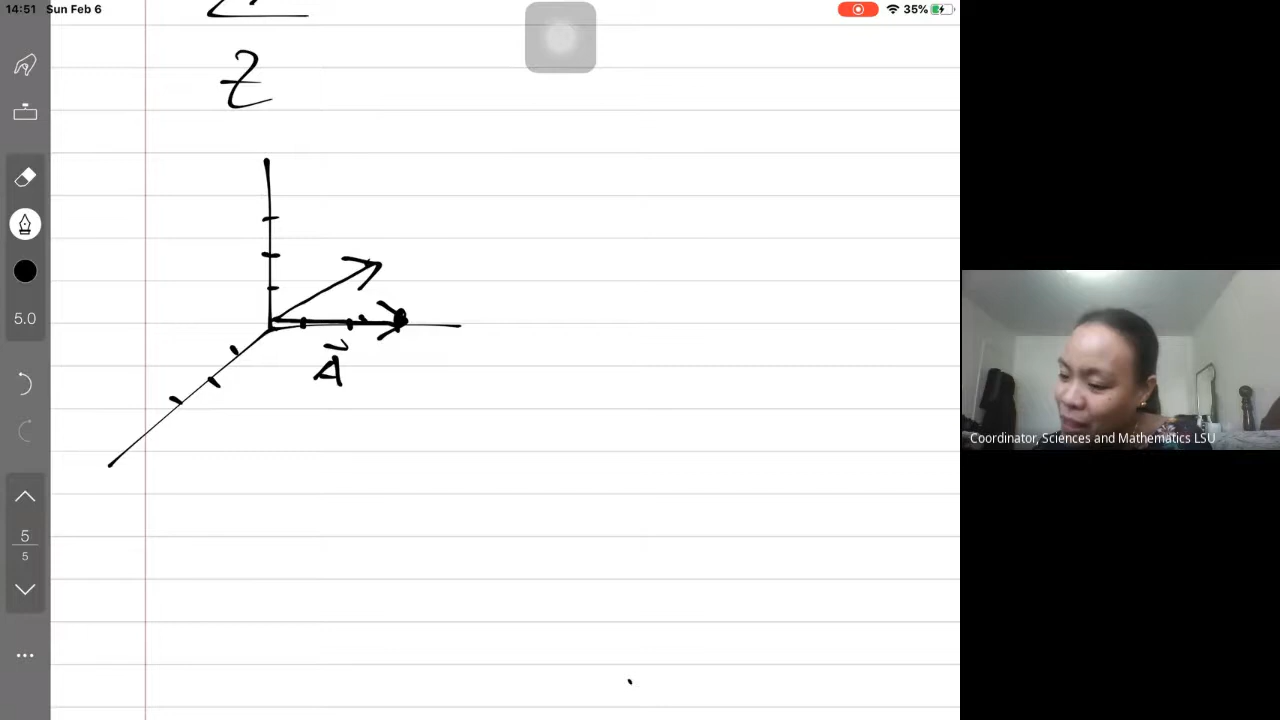 14:51 Sun Feb 6
35%
Z
A
5.0
5
5
Coordinator, Sciences and Mathematics LSU